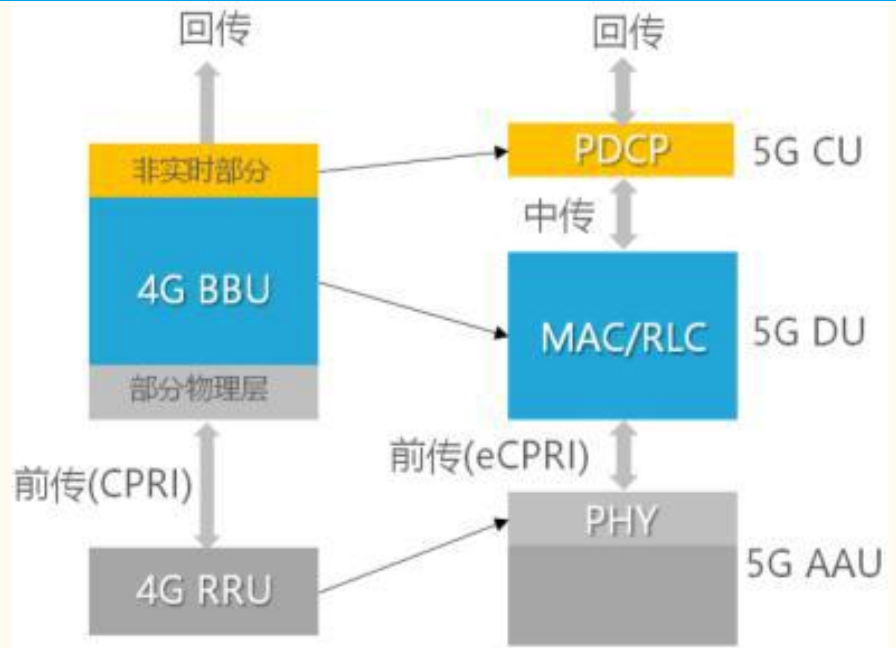 回传
非实时部分
4G BBU
部分物理层
前传(CPRI)
4G RRU
回传
PDCP
5G CU
中传
MAC/RLC
5G DU
前传(eCPRI)
PHY
5G AAU